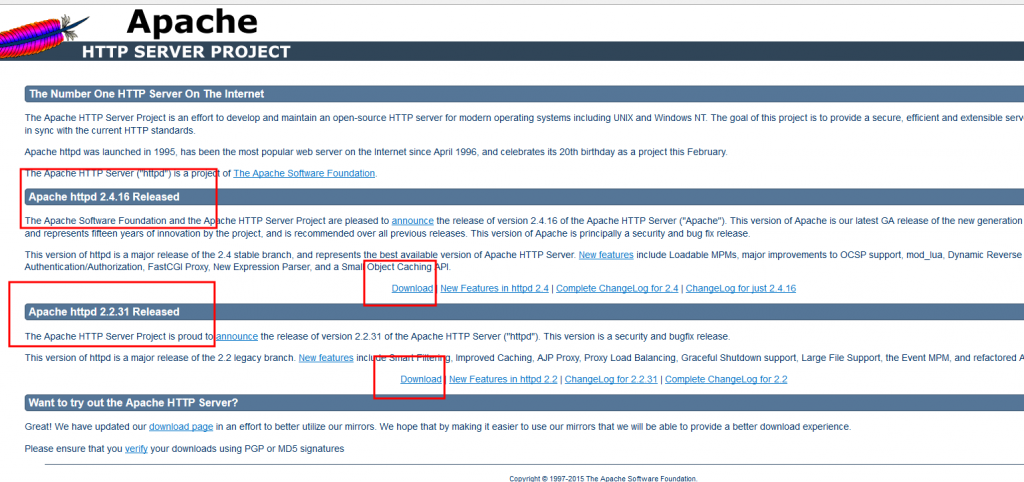 Apache
HTTP SERVER PROJECT
The Number One HTTP Server On The Internet
The Apache HTTP Server Project is an effort to develop and maintain an open-source HTTP server for modern operating systems including UNIX and Windows NT. The goal of this project is to provide a secure, efficient and extensible serv
in sync with the current HTTP standards.
Apache httpd was launched in 1995, has been the most popular web server on the Internet since April 1996, and celebrates its 20th birthday as a project this February.
The Apache HTTP Server ("httpd") is a project of The Apache Software Foundation.
Apache httpd 2.4.16 Released
The Apache Software Foundation and the Apache HTTP Server Project are pleased to announce the release of version 2.4.16 of the Apache HTTP Server ("Apache"). This version of Apache is our latest GA release of the new generation
and represents fifteen years of innovation by the project, and is recommended over all previous releases. This version of Apache is principally a security and bug fix release.
This version of httpd is a major release of the 2.4 stable branch, and represents the best available version of Apache HTTP Server. New features include Loadable MPMs, major improvements to OCSP support, mod_lua, Dynamic Reverse
Authentication/Authorization, FastCGI Proxy, New Expression Parser, and a Small Object Caching API.
Download | New Features in httpd 2.4 | Complete ChangeLog for 2.4 | ChangeLog for just 2.4.16
Apache httpd 2.2.31 Released
The Apache HTTP Server Project is proud to announce the release of version 2.2.31 of the Apache HTTP Server ("httpd"). This version is a security and bugfix release.
This version of httpd is a major release of the 2.2 legacy branch. New features include Smart Filtering, Improved Caching, AJP Proxy, Proxy Load Balancing, Graceful Shutdown support, Large File Support, the Event MPM, and refactored A
Download | New Features in httpd 2.2 | ChangeLog for 2.2.31 | Complete ChangeLog for 2.2
Want to try out the Apache HTTP Server?
Great! We have updated our download page in an effort to better utilize our mirrors. We hope that by making it easier to use our mirrors that we will be able to provide a better download experience.
Please ensure that you verify your downloads using PGP or MD5 signatures
Copyright © 1997-2015 The Apache Software Foundation.